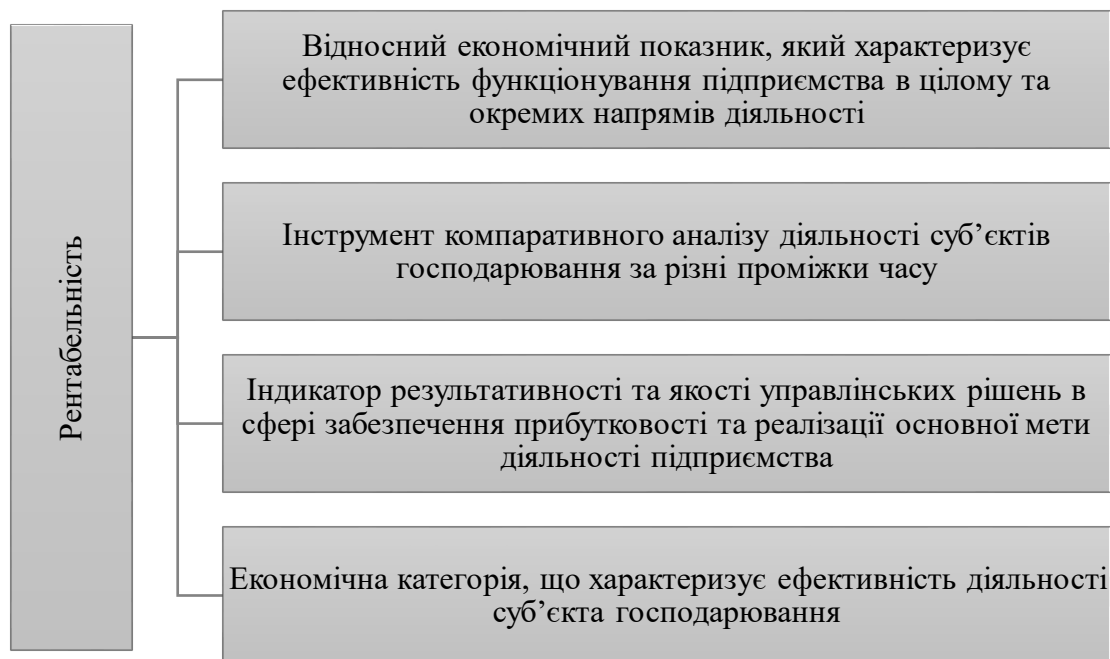 Рентабельність
Відносний економічний показник, який характеризує
ефективність функціонування підприємства в цілому та
окремих напрямів діяльності
Інструмент компаративного аналізу діяльності суб’єктів
господарювання за різні проміжки часу
Індикатор результативності та якості управлінських рішень в
сфері забезпечення прибутковості та реалізації основної мети
діяльності підприємства
Економічна категорія, що характеризує ефективність діяльності
суб’єкта господарювання